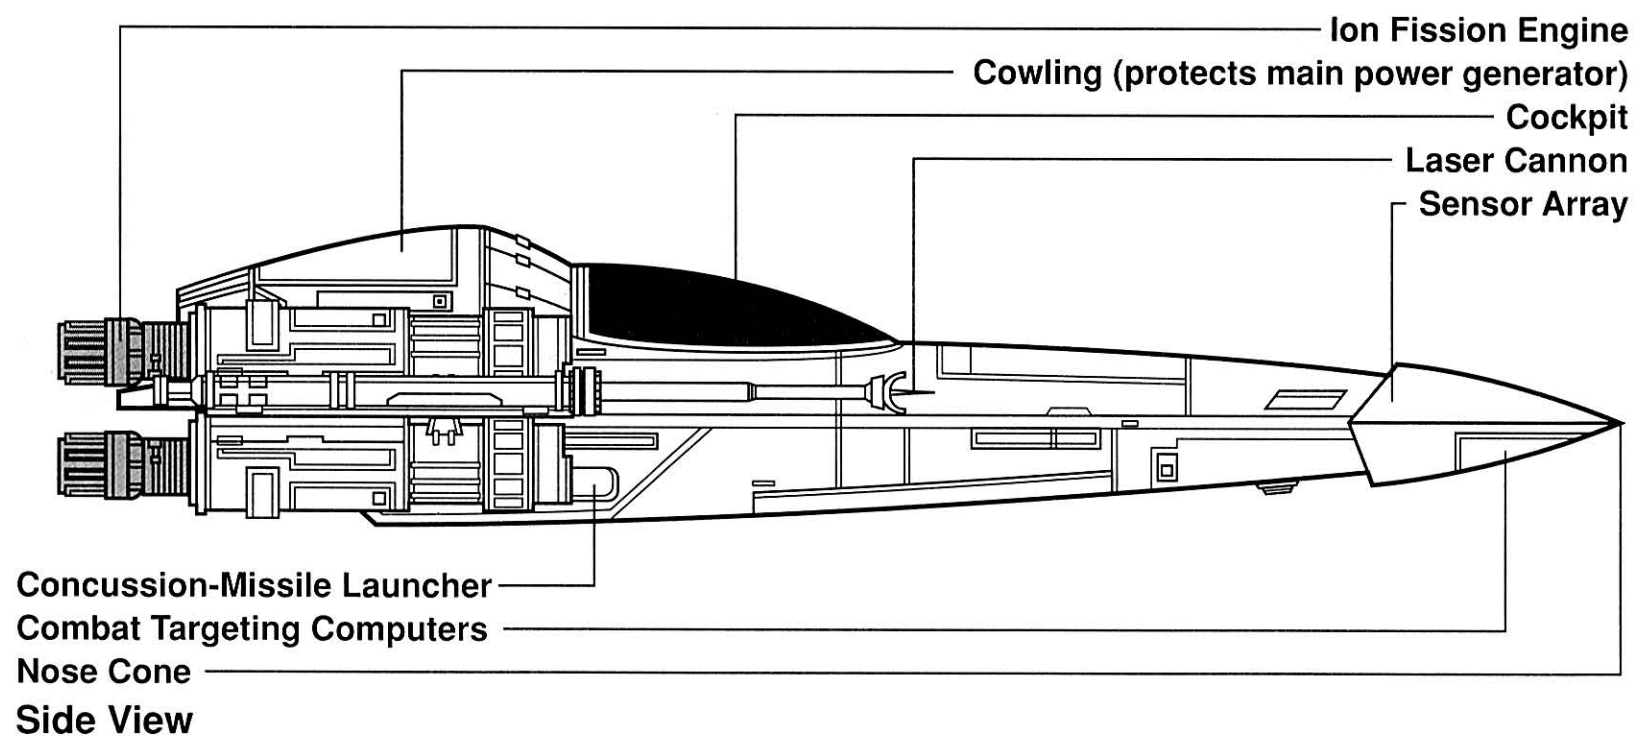 Ion Fission Engine
Cowling (protects main power generator)
Cockpit
Laser Cannon
Sensor Array
Concussion-Missile Launcher
Combat Targeting Computers
Nose Cone
Side View